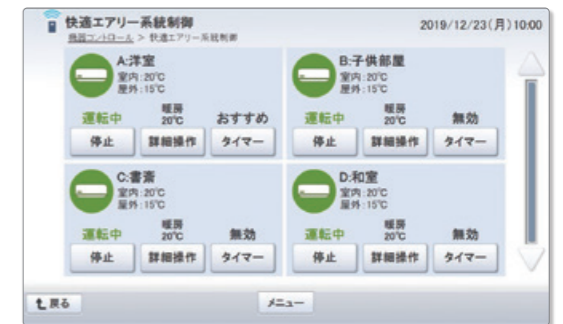 快適エアリー系統制御
2019/12/23(月)10:00
機器コントロール > 快適エアリー系統制御
A:洋室
室内:20℃
屋外:15℃
運転中
暖房
20℃
おすすめ
停止
詳細操作
タイマー
B:子供部屋
室内:20℃
屋外:15℃
運転中
暖房
20℃
無効
停止
詳細操作
タイマー
C:書斎
室内:20℃
屋外:15℃
運転中
暖房
20℃
無効
停止
詳細操作
タイマー
D:和室
室内:20℃
屋外:15℃
運転中
暖房
20℃
無効
停止
詳細操作
タイマー
戻る
メニュー